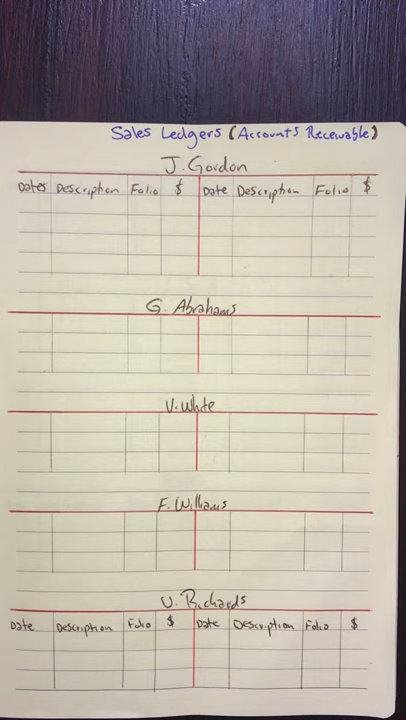 Sales Ledgers (Accounts Receivable)
J. Gordon
Dates Description Folio $ Date Description Folio $
G. Abrahams
V. White
F. Williams
U. Richards
Date Description Folio $ Date Description Folio $